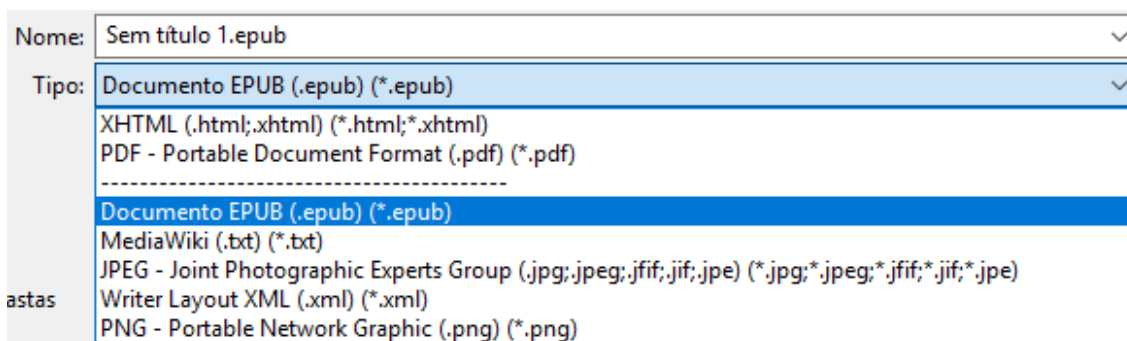 Nome: Sem título 1.epub
Tipo: Documento EPUB (.epub) (*.epub)
XHTML (.html;.xhtml) (*.html;*.xhtml)
PDF - Portable Document Format (.pdf) (*.pdf)
------------------------------------------
Documento EPUB (.epub) (*.epub)
MediaWiki (.txt) (*.txt)
JPEG - Joint Photographic Experts Group (.jpg;.jpeg;.jfif;.jif;.jpe) (*.jpg;*.jpeg;*.jfif;*.jif;*.jpe)
astas Writer Layout XML (.xml) (*.xml)
PNG - Portable Network Graphic (.png) (*.png)